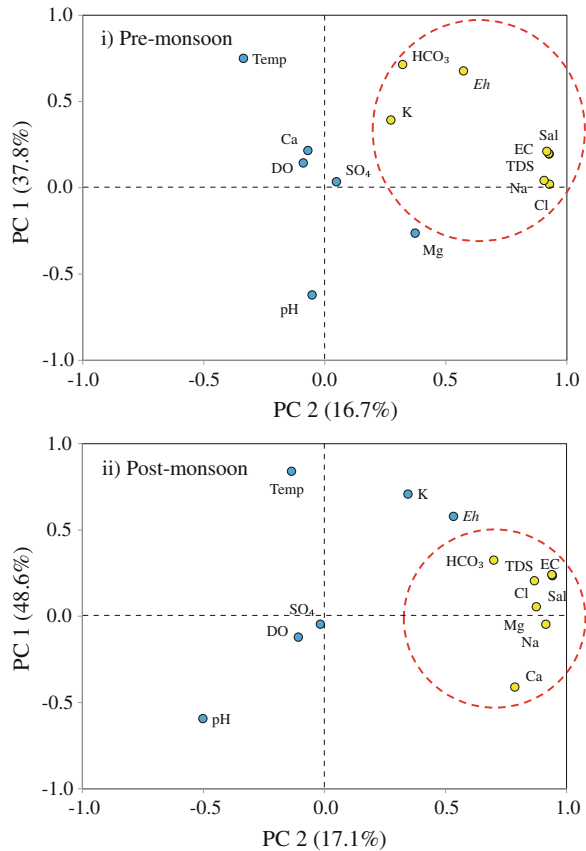 1.0
i) Pre-monsoon
Temp
HCO₃
Eh
0.5
K
Sal
Ca
EC
DO
SO₄
TDS
0.0
Na
Cl
Mg
-0.5
pH
-1.0
-1.0 -0.5 0.0 0.5 1.0
PC 1 (37.8%)
PC 2 (16.7%)
1.0
ii) Post-monsoon
Temp
K
Eh
0.5
HCO₃
TDS
EC
Cl
Sal
SO₄
0.0
DO
Mg
Na
Ca
-0.5
pH
1.0
-1.0 -0.5 0.0 0.5 1.0
PC 1 (48.6%)
PC 2 (17.1%)